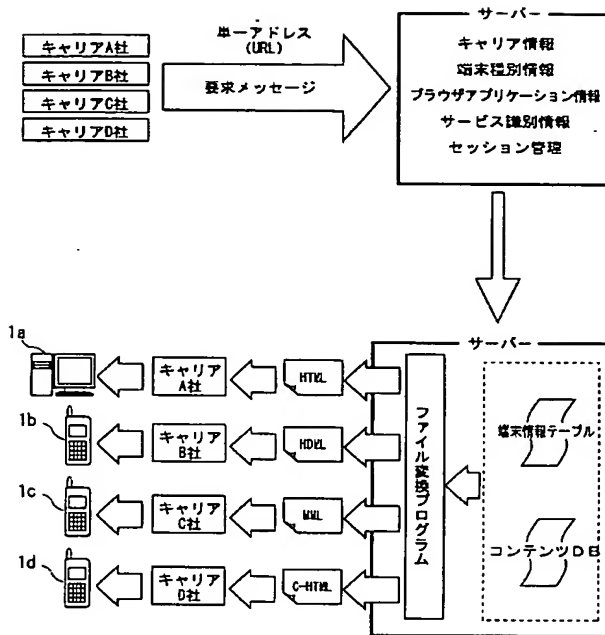 サーバー
キャリアA社
キャリアB社
キャリアC社
キャリアD社
単一アドレス
(URL)
要求メッセージ
キャリア情報
端末種別情報
ブラウザアプリケーション情報
サービス識別情報
セッション管理
サーバー
1a
キャリア
A社
HTML
1b
キャリア
B社
HDML
1c
キャリア
C社
MML
1d
キャリア
D社
C-HTML
ファイル変換プログラム
端末情報テーブル
コンテンツDB